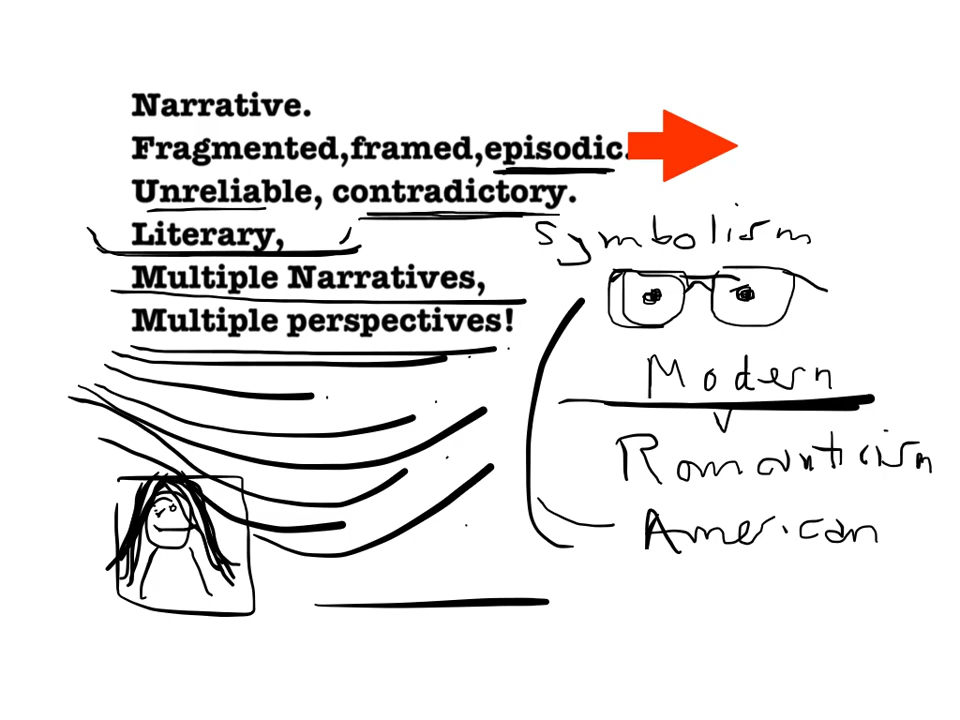 Narrative.
Fragmented,framed,episodic.
Unreliable, contradictory.
Literary,
Multiple Narratives,
Multiple perspectives!
Symbolism
Modern
Romanticism
American